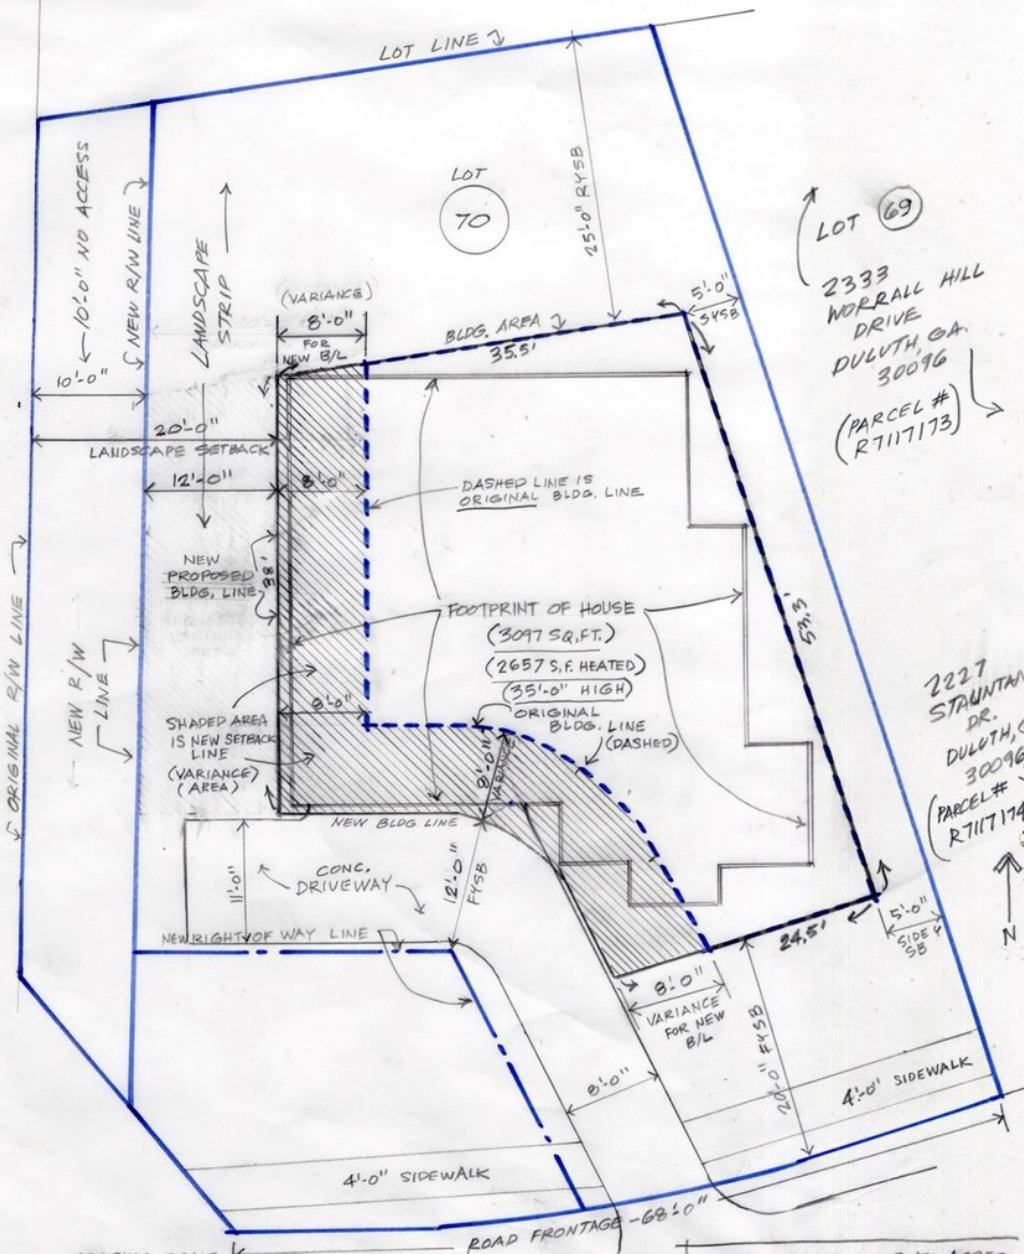 LOT LINE
LOT
70
10'-0" NO ACCESS
NEW R/W LINE
LANDSCAPE
STRIP
25'-0" RYSB
LOT 69
2333
WORRALL HILL
DRIVE
DULUTH, GA.
30096
(PARCEL #
R7117173)
(VARIANCE)
8'-0"
FOR
NEW B/L
BLDG. AREA
35.5'
5'-0"
SYSB
10'-0"
20'-0"
LANDSCAPE SETBACK
12'-0"
8'-0"
DASHED LINE IS
ORIGINAL BLDG. LINE
NEW
PROPOSED
BLDG. LINE
38'
ORIGINAL R/W LINE
NEW R/W
LINE
FOOTPRINT OF HOUSE
(3097 SQ.FT.)
(2657 S.F. HEATED)
(35'-0" HIGH)
ORIGINAL
BLDG. LINE
(DASHED)
53.3'
8'-0"
SHADED AREA
IS NEW SETBACK
LINE
(VARIANCE)
(AREA)
8'-0"
VARIANCE
2227
STAUNTAN
DR.
DULUTH,
30096
(PARCEL #
R7117174
NEW BLDG. LINE
11'-0"
CONC.
DRIVEWAY
12'-0"
FYSB
NEW RIGHT OF WAY LINE
24.5'
5'-0"
SIDE Y
SB
N
8'-0"
VARIANCE
FOR NEW
B/L
20'-0" FYSB
8'-0"
4'-0" SIDEWALK
4'-0" SIDEWALK
ROAD FRONTAGE - 68'-0"